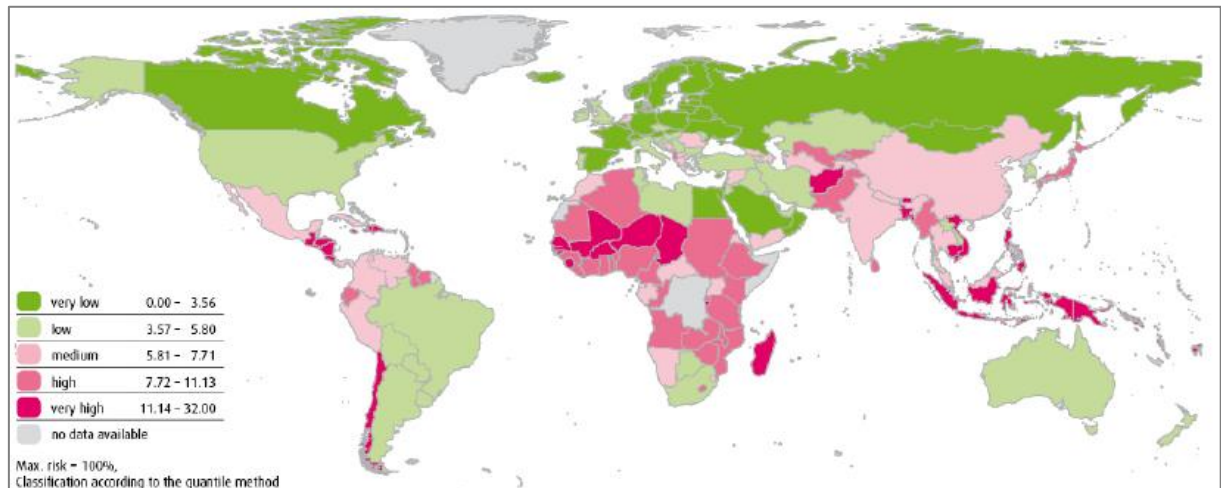 very low 0.00 – 3.56
low 3.57 – 5.80
medium 5.81 – 7.71
high 7.72 – 11.13
very high 11.14 – 32.00
no data available
Max. risk = 100%,
Classification according to the quantile method